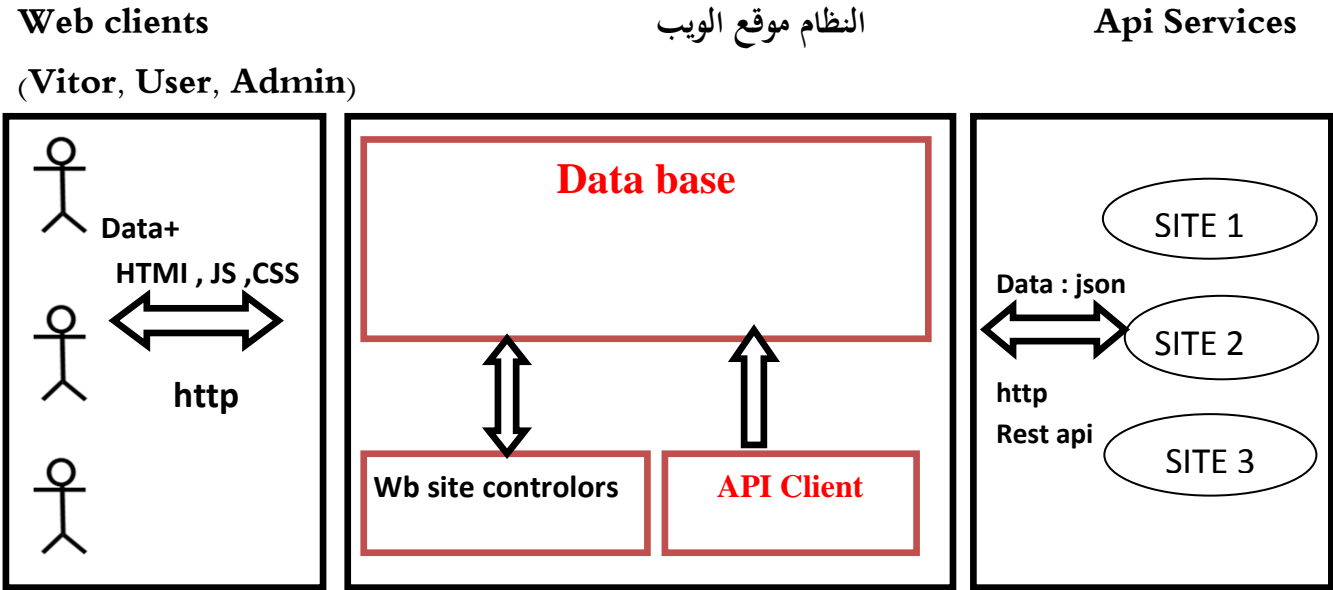 Web clients
النظام موقع الويب
Api Services
(Vitor, User, Admin)
Data+
HTMI , JS ,CSS
http
Data base
Wb site controlors
API Client
Data : json
http
Rest api
SITE 1
SITE 2
SITE 3